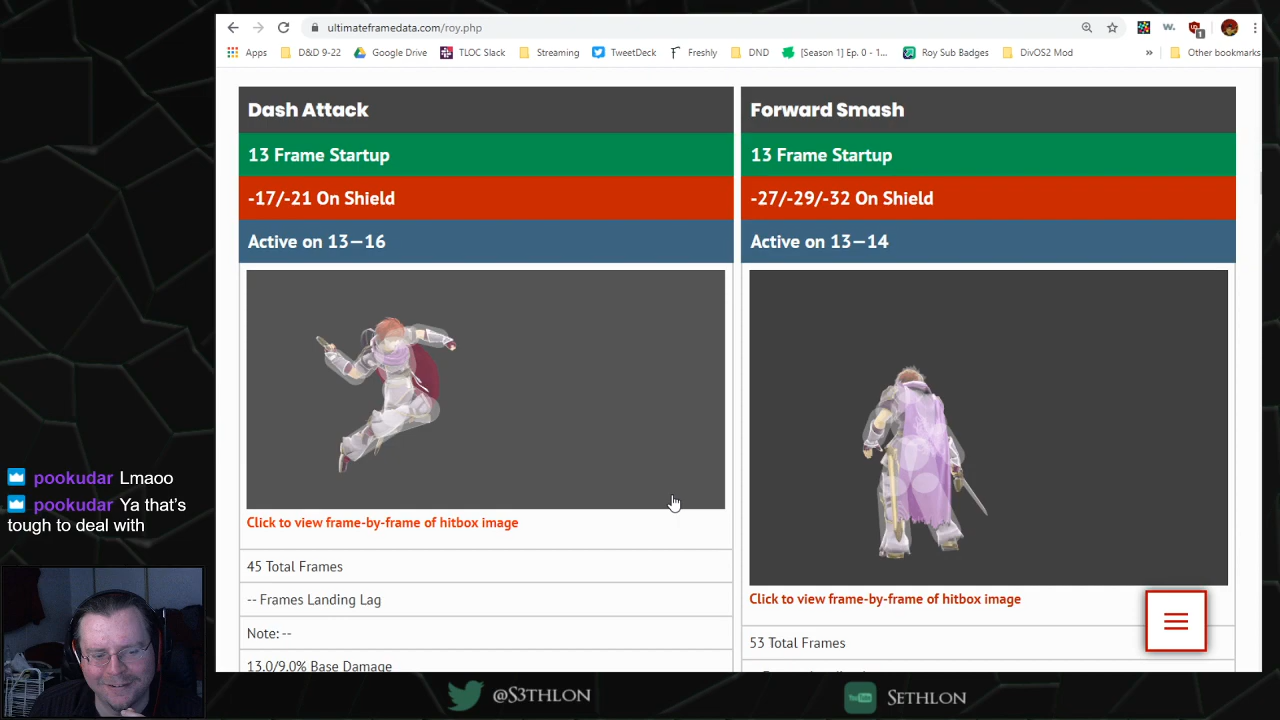 ultimateframedata.com/roy.php
Apps
D&D 9-22
Google Drive
TLOC Slack
Streaming
TweetDeck
Freshly
DND
[Season 1] Ep. 0 - 1...
Roy Sub Badges
DivOS2 Mod
»
Other bookmarks
Dash Attack
13 Frame Startup
-17/-21 On Shield
Active on 13—16
Click to view frame-by-frame of hitbox image
45 Total Frames
-- Frames Landing Lag
Note: --
13.0/9.0% Base Damage
Forward Smash
13 Frame Startup
-27/-29/-32 On Shield
Active on 13—14
Click to view frame-by-frame of hitbox image
53 Total Frames
pookudar Lmaoo
pookudar Ya that's
tough to deal with
@S3THLON
SETHLON